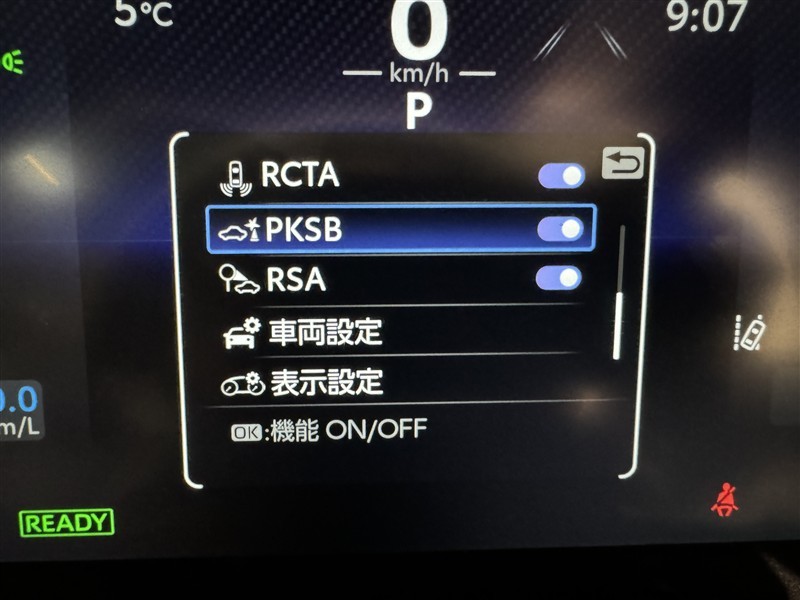 5℃
9:07
0
km/h
P
RCTA
PKSB
RSA
車両設定
表示設定
OK:機能 ON/OFF
.0
m/L
READY